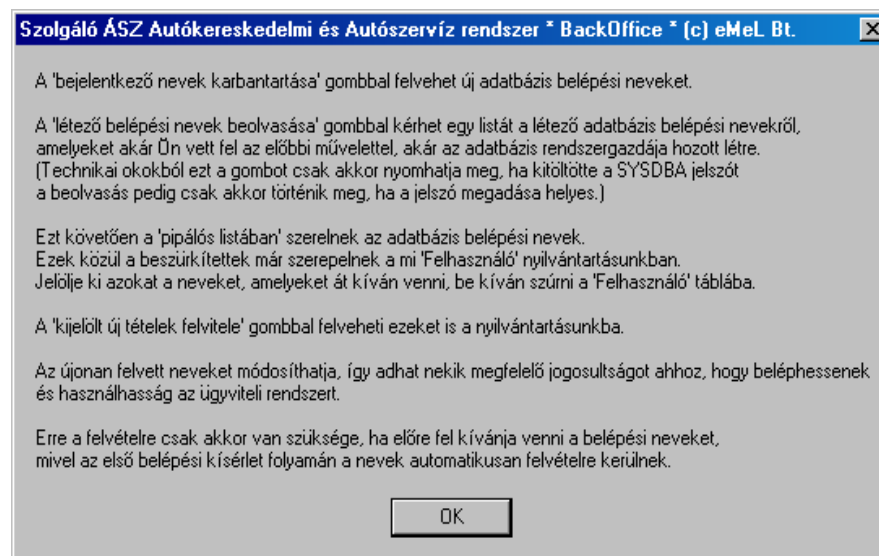 Szolgáló ÁSZ Autókereskedelmi és Autószervíz rendszer * BackOffice * (c) eMeL Bt.
A 'bejelentkező nevek karbantartása' gombbal felvehet új adatbázis belépési neveket.
A 'létező belépési nevek beolvasása' gombbal kérhet egy listát a létező adatbázis belépési nevekről,
amelyeket akár Ön vett fel az előbbi művelettel, akár az adatbázis rendszergazdája hozott létre.
(Technikai okokból ezt a gombot csak akkor nyomhatja meg, ha kitöltötte a SYSDBA jelszót
a beolvasás pedig csak akkor történik meg, ha a jelszó megadása helyes.)
Ezt követően a 'pipálós listában' szerelnek az adatbázis belépési nevek.
Ezek közül a beszürkítettek már szerepelnek a mi 'Felhasználó' nyilvántartásunkban.
Jelölje ki azokat a neveket, amelyeket át kíván venni, be kíván szúrni a 'Felhasználó' táblába.
A 'kijelölt új tételek felvitele' gombbal felveheti ezeket is a nyilvántartásunkba.
Az újonan felvett neveket módosíthatja, így adhat nekik megfelelő jogosultságot ahhoz, hogy beléphessenek
és használhasság az ügyviteli rendszert.
Erre a felvételre csak akkor van szüksége, ha előre fel kívánja venni a belépési neveket,
mivel az első belépési kísérlet folyamán a nevek automatikusan felvételre kerülnek.
OK